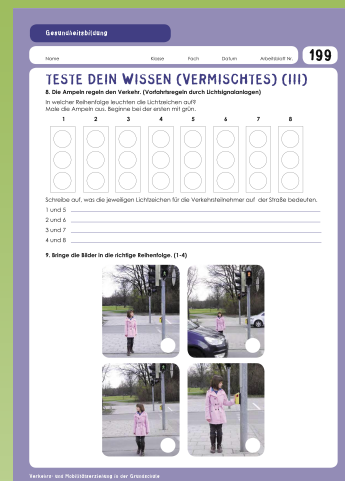 Gesundheitsbildung
Name Klasse Fach Datum Arbeitsblatt Nr.
199
TESTE DEIN WISSEN (VERMISCHTES) (III)
8. Die Ampeln regeln den Verkehr. (Vorfahrtsregeln durch Lichtsignalanlagen)
In welcher Reihenfolge leuchten die Lichtzeichen auf?
Male die Ampeln aus. Beginne bei der ersten mit grün.
1 2 3 4 5 6 7 8
Schreibe auf, was die jeweiligen Lichtzeichen für die Verkehrsteilnehmer auf der Straße bedeuten.
1 und 5
2 und 6
3 und 7
4 und 8
9. Bringe die Bilder in die richtige Reihenfolge. (1-4)
Verkehrs- und Mobilitätserziehung in der Grundschule